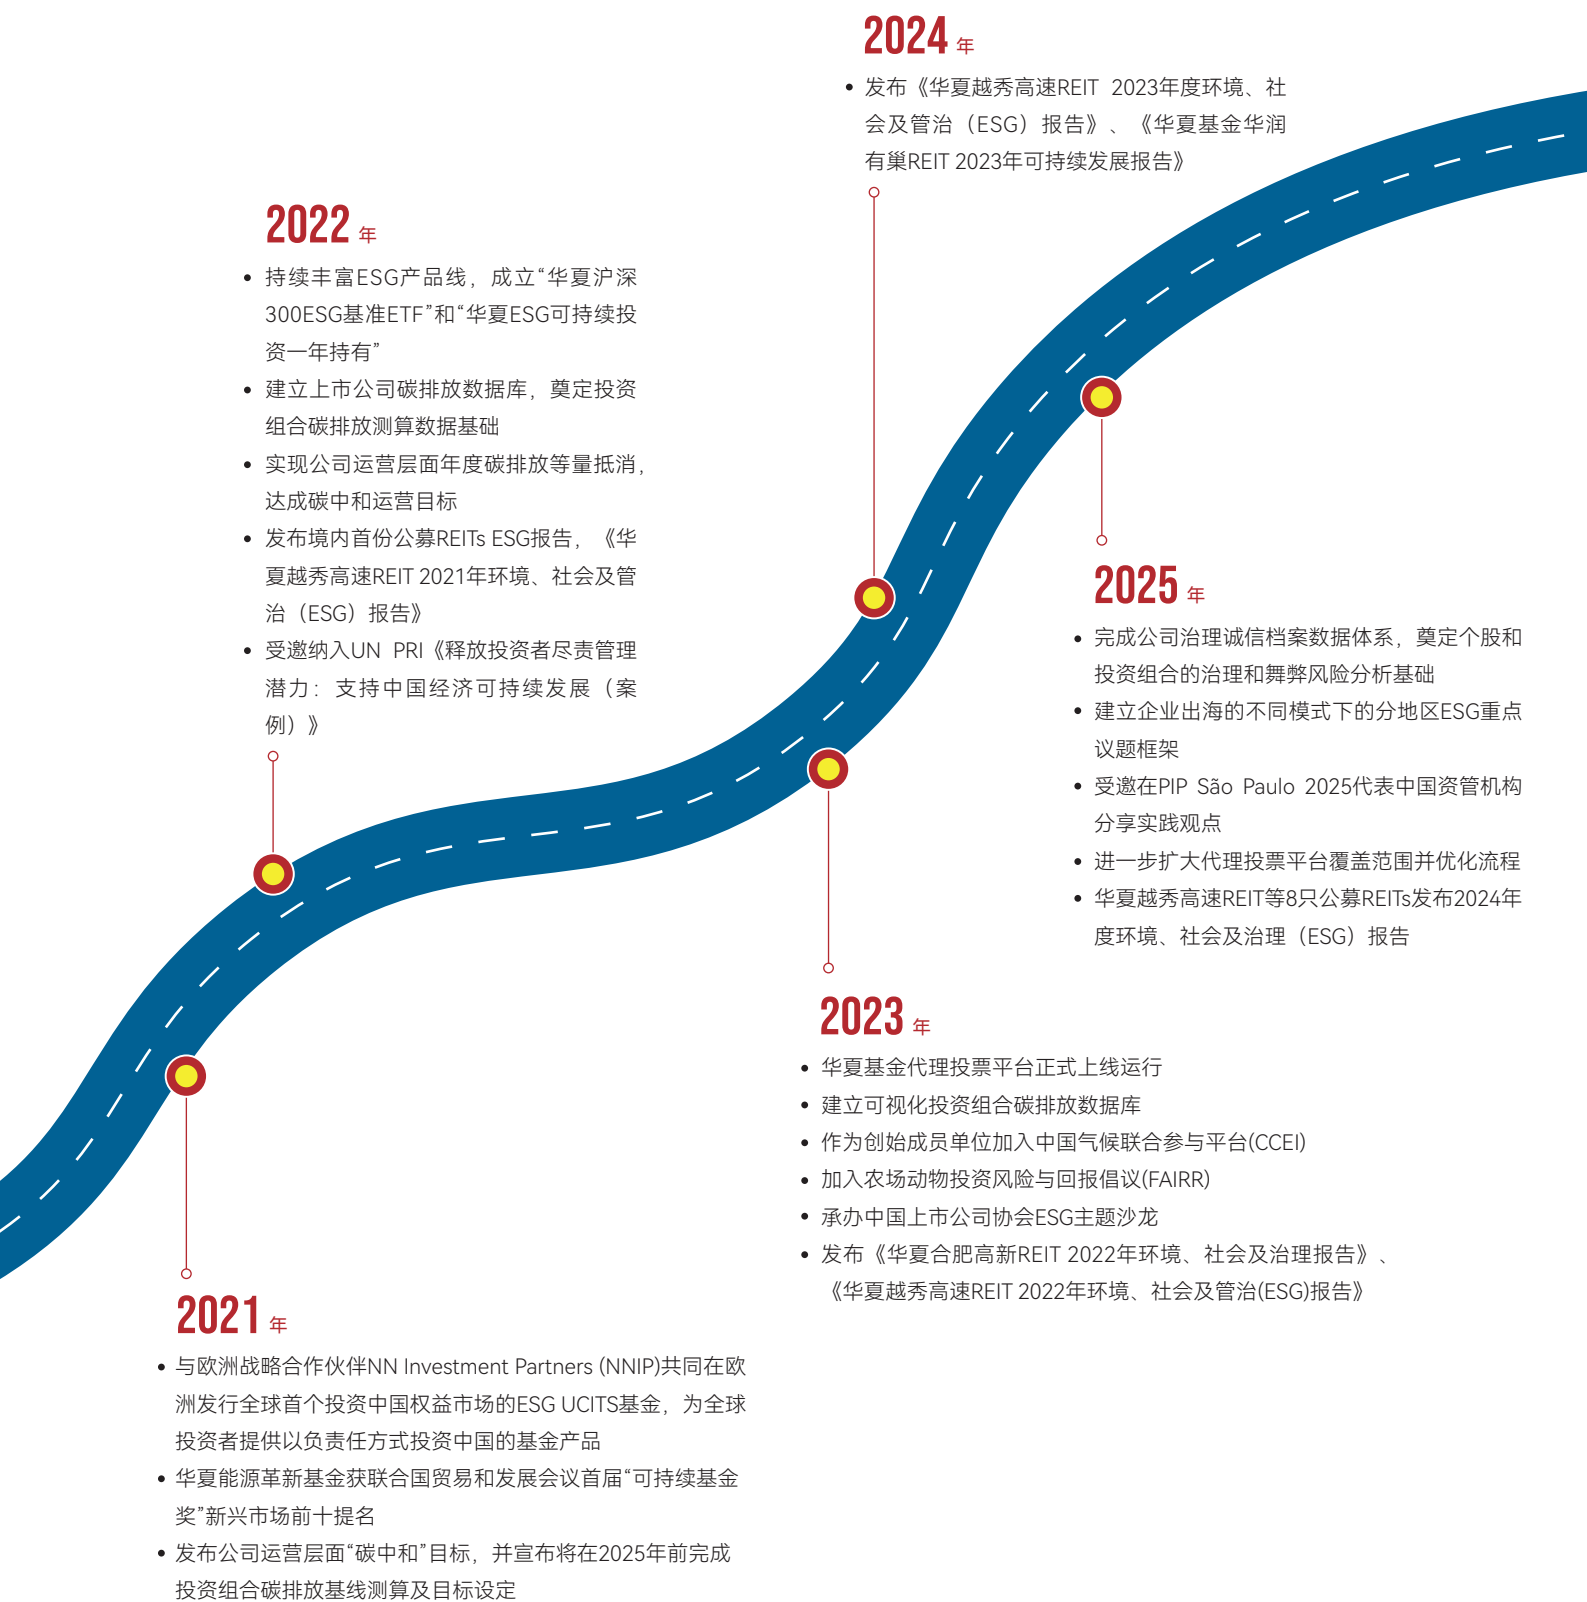 2024 年
• 发布《华夏越秀高速REIT 2023年度环境、社
会及管治（ESG）报告》、《华夏基金华润
有巢REIT 2023年可持续发展报告》
2022 年
• 持续丰富ESG产品线，成立“华夏沪深
300ESG基准ETF”和“华夏ESG可持续投
资一年持有”
• 建立上市公司碳排放数据库，奠定投资
组合碳排放测算数据基础
• 实现公司运营层面年度碳排放等量抵消，
达成碳中和运营目标
• 发布境内首份公募REITs ESG报告，《华
夏越秀高速REIT 2021年环境、社会及管
治（ESG）报告》
• 受邀纳入UN PRI《释放投资者尽责管理
潜力：支持中国经济可持续发展（案
例）》
2025 年
• 完成公司治理诚信档案数据体系，奠定个股和
投资组合的治理和舞弊风险分析基础
• 建立企业出海的不同模式下的分地区ESG重点
议题框架
• 受邀在PIP São Paulo 2025代表中国资管机构
分享实践观点
• 进一步扩大代理投票平台覆盖范围并优化流程
• 华夏越秀高速REIT等8只公募REITs发布2024年
度环境、社会及治理（ESG）报告
2023 年
• 华夏基金代理投票平台正式上线运行
• 建立可视化投资组合碳排放数据库
• 作为创始成员单位加入中国气候联合参与平台(CCEI)
• 加入农场动物投资风险与回报倡议(FAIRR)
• 承办中国上市公司协会ESG主题沙龙
• 发布《华夏合肥高新REIT 2022年环境、社会及治理报告》、
《华夏越秀高速REIT 2022年环境、社会及管治(ESG)报告》
2021 年
• 与欧洲战略合作伙伴NN Investment Partners (NNIP)共同在欧
洲发行全球首个投资中国权益市场的ESG UCITS基金，为全球
投资者提供以负责任方式投资中国的基金产品
• 华夏能源革新基金获联合国贸易和发展会议首届“可持续基金
奖”新兴市场前十提名
• 发布公司运营层面“碳中和”目标，并宣布将在2025年前完成
投资组合碳排放基线测算及目标设定